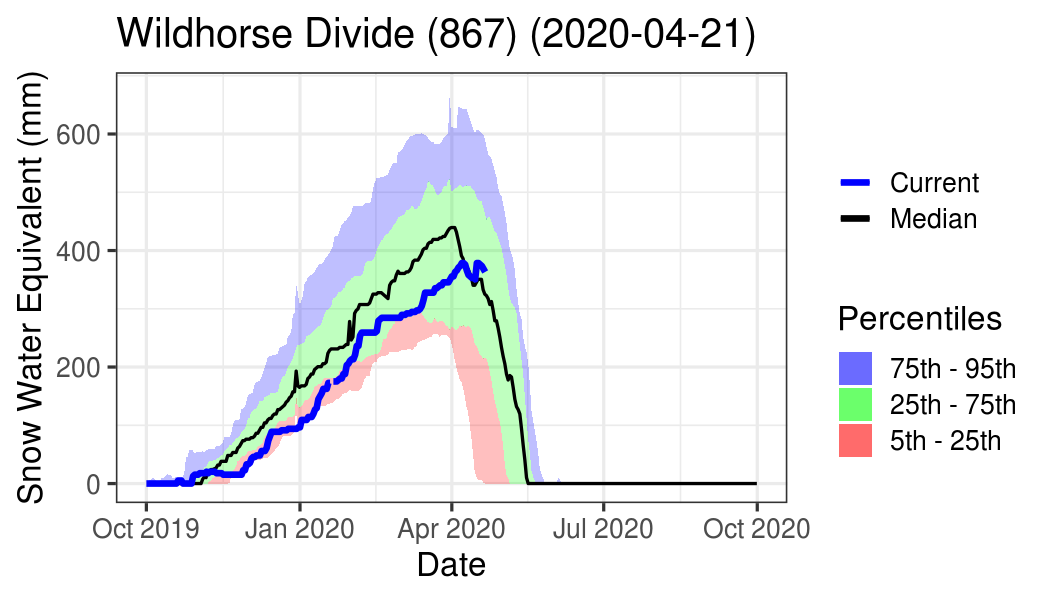 Wildhorse Divide (867) (2020-04-21)
Snow Water Equivalent (mm)
600
400
200
0
Oct 2019
Jan 2020
Apr 2020
Jul 2020
Oct 2020
Date
Current
Median
Percentiles
75th - 95th
25th - 75th
5th - 25th